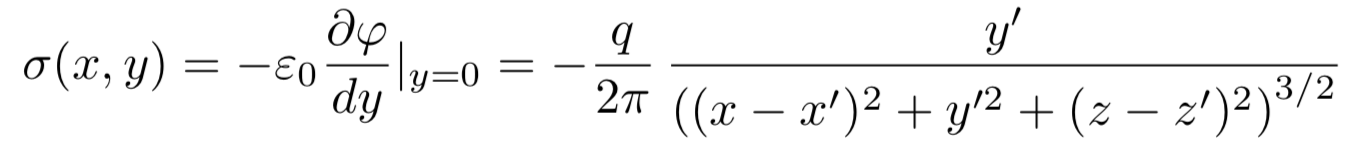 σ(x, y) = −ε₀ ∂φ/dy |y=0 = − q/2π y′/((x − x′)² + y′² + (z − z′)²)^3/2